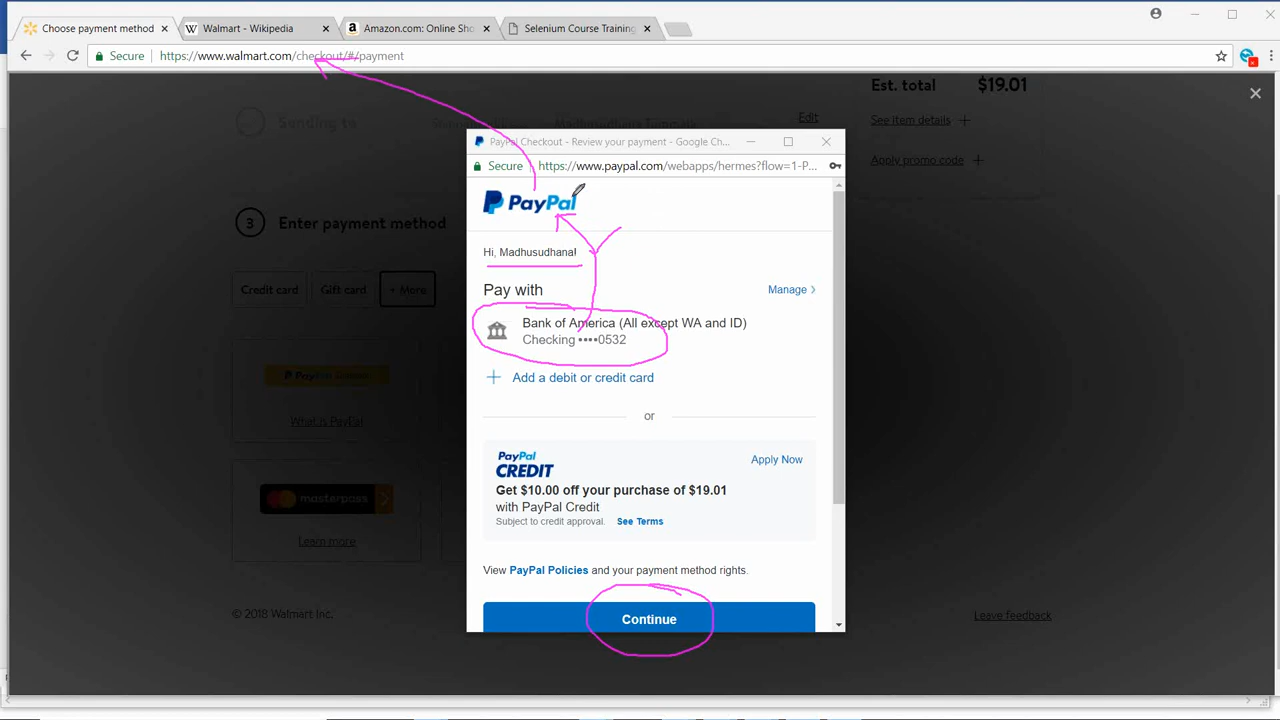 Choose payment method
Walmart - Wikipedia
Amazon.com: Online Sho
Selenium Course Training
Secure https://www.walmart.com/checkout/#/payment
Est. total $19.01
Sending to
Edit
See item details +
Apply promo code +
PayPal Checkout - Review your payment - Google Ch...
Secure https://www.paypal.com/webapps/hermes?flow=1-P...
PayPal
Hi, Madhusudhana!
3 Enter payment method
Credit card
Gift card
+ More
Pay with
Manage
Bank of America (All except WA and ID)
Checking ••••0532
Add a debit or credit card
What is PayPal
or
PayPal
CREDIT
Apply Now
Get $10.00 off your purchase of $19.01
with PayPal Credit
Subject to credit approval. See Terms
masterpass
Learn more
View PayPal Policies and your payment method rights.
Continue
© 2018 Walmart Inc.
Leave feedback